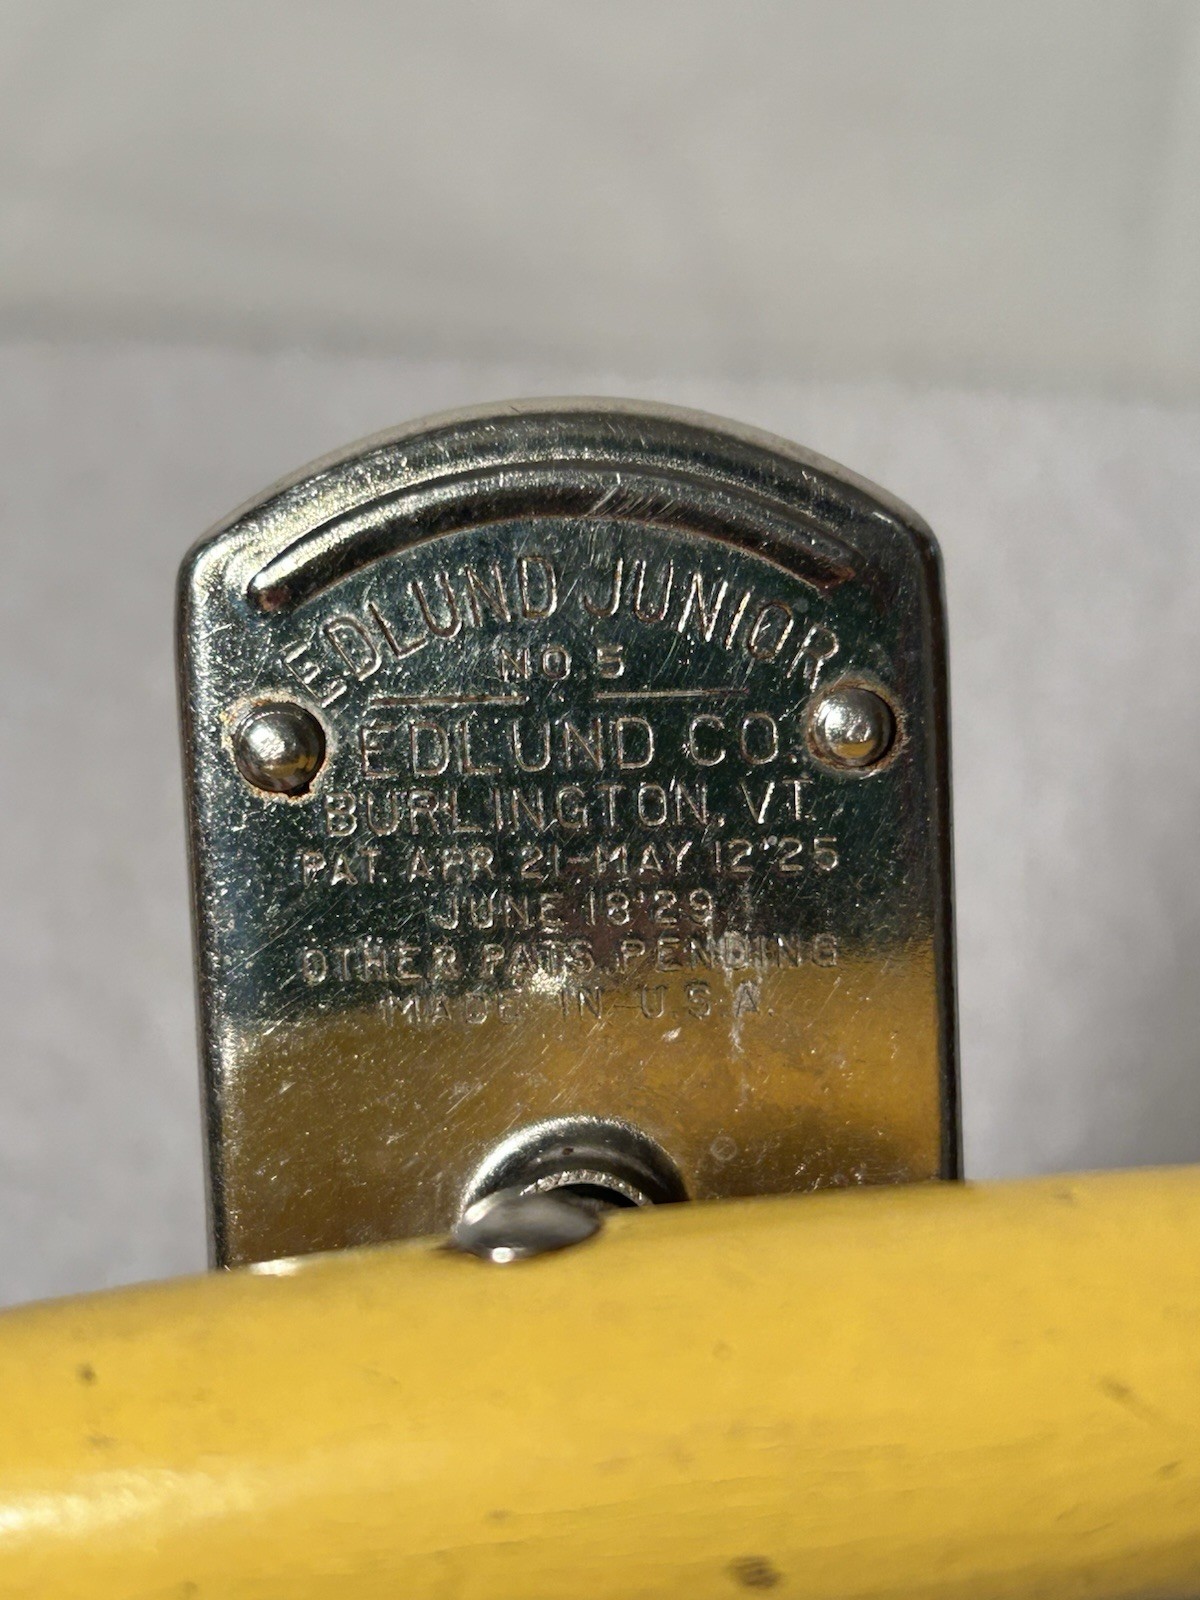 EDLUND JUNIOR
NO. 5
EDLUND CO.
BURLINGTON, VT.
PAT. APR. 21-MAY 12'25
JUNE 18'29
OTHER PATS. PENDING
MADE IN U.S.A.